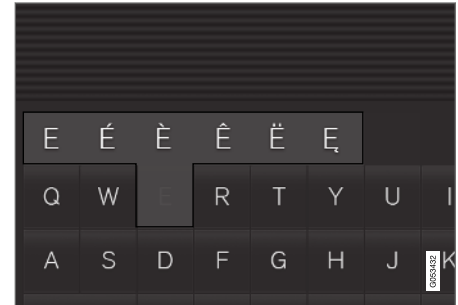 E É È Ê Ë Ę
Q W E R T Y U I
A S D F G H J K
G053432